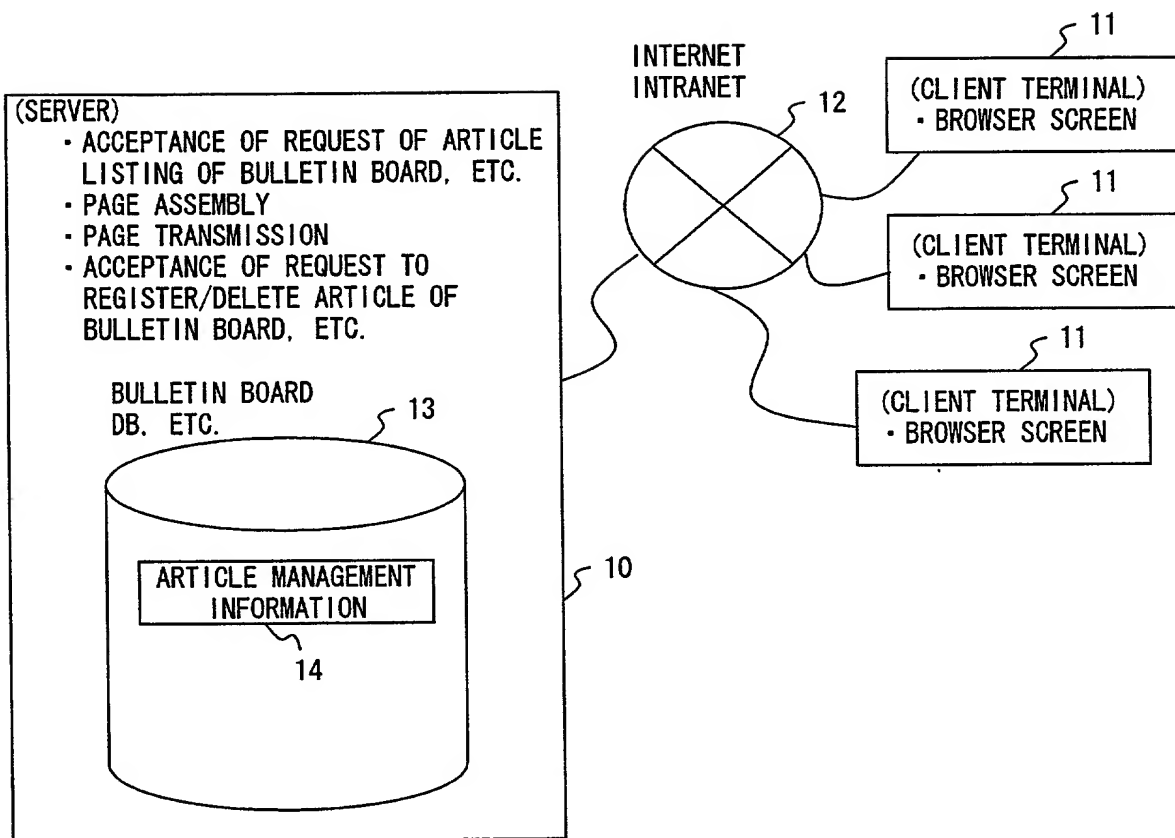 (SERVER)
・ACCEPTANCE OF REQUEST OF ARTICLE
LISTING OF BULLETIN BOARD, ETC.
・PAGE ASSEMBLY
・PAGE TRANSMISSION
・ACCEPTANCE OF REQUEST TO
REGISTER/DELETE ARTICLE OF
BULLETIN BOARD, ETC.
BULLETIN BOARD
DB, ETC.
13
ARTICLE MANAGEMENT
INFORMATION
14
10
INTERNET
INTRANET
12
11
(CLIENT TERMINAL)
・BROWSER SCREEN
11
(CLIENT TERMINAL)
・BROWSER SCREEN
11
(CLIENT TERMINAL)
・BROWSER SCREEN